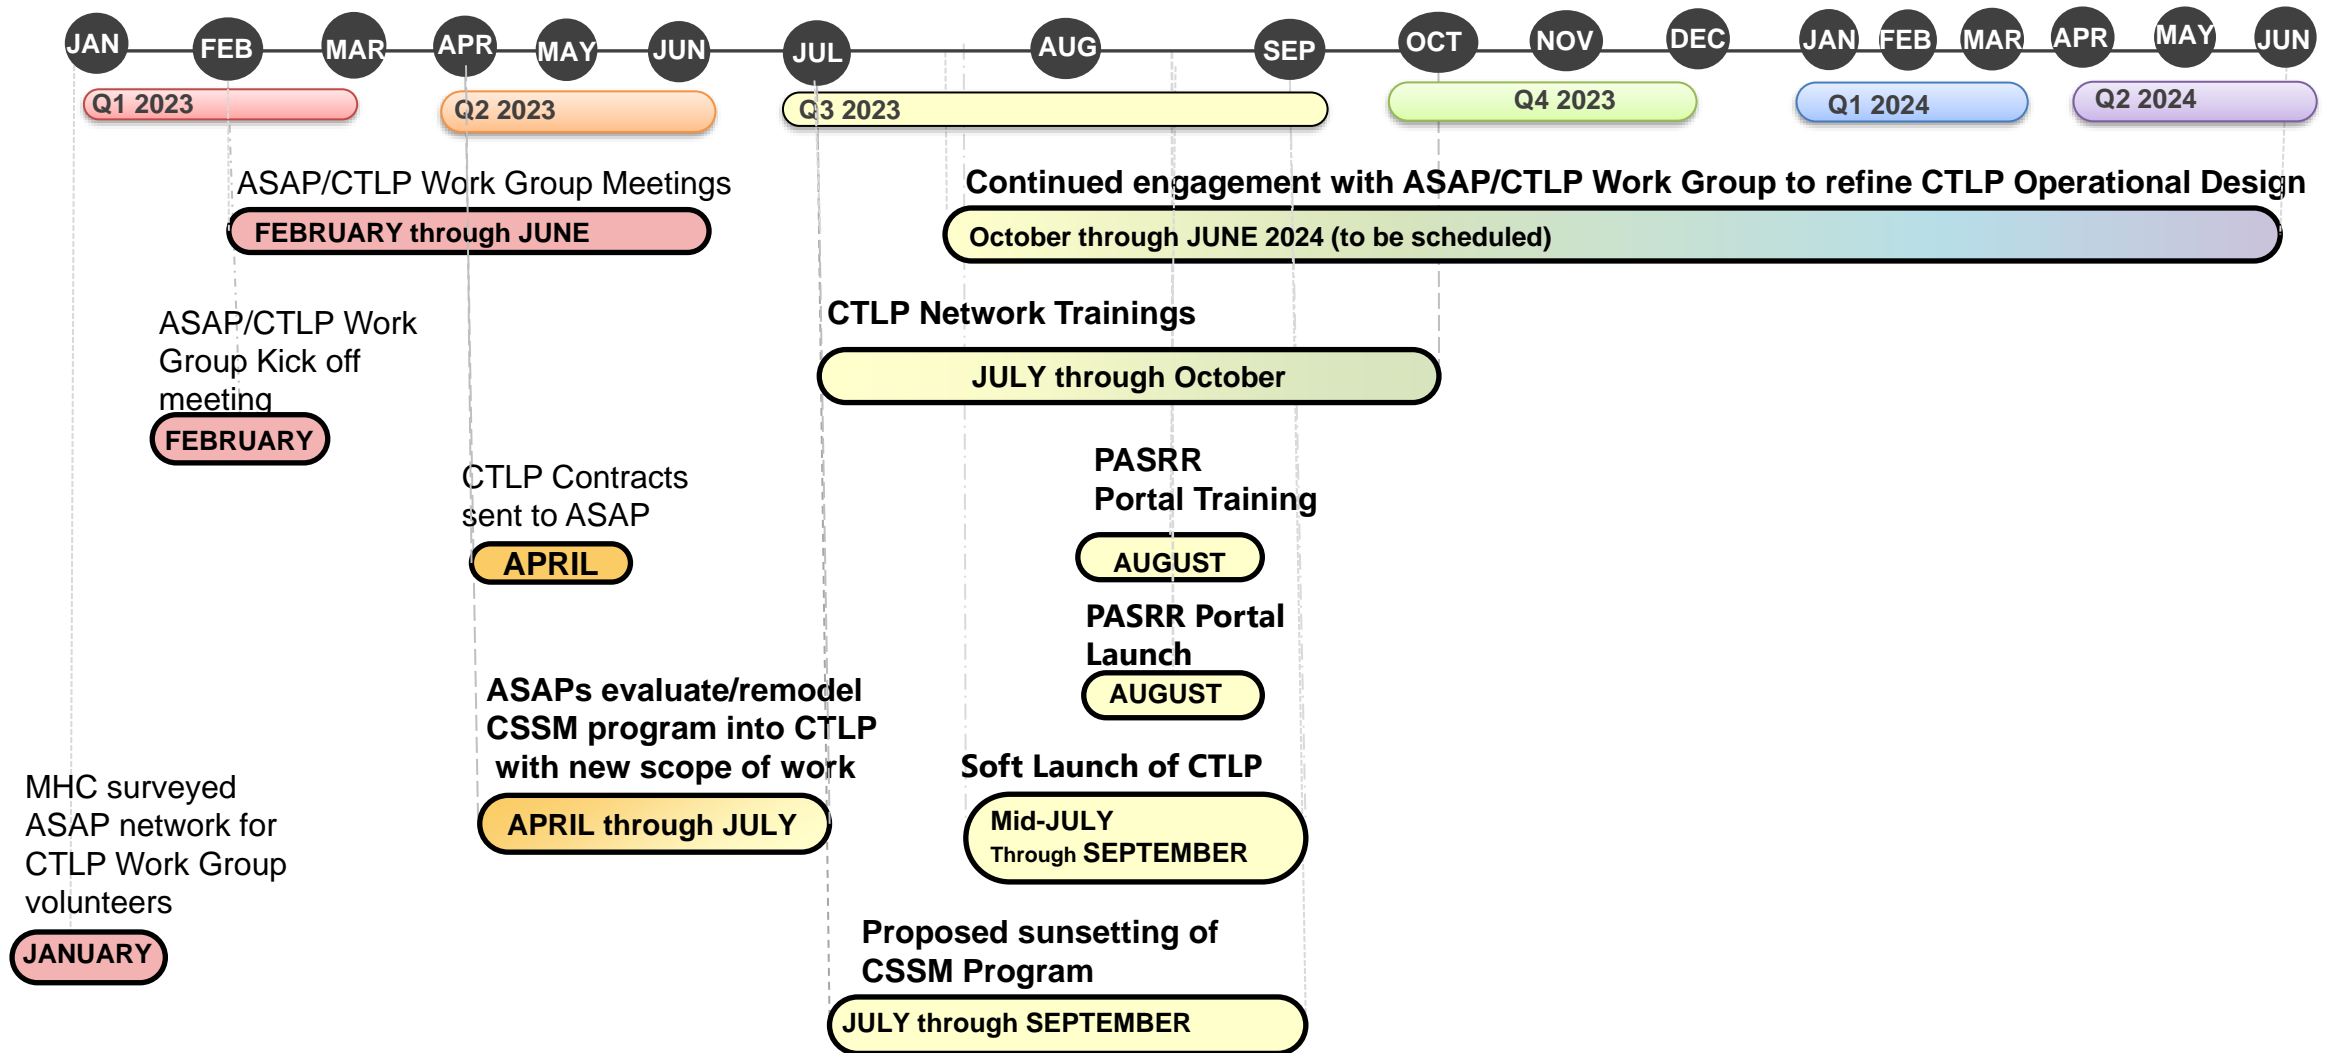 JAN
FEB
MAR
APR
MAY
JUN
JUL
AUG
SEP
OCT
NOV
DEC
JAN
FEB
MAR
APR
MAY
JUN
Q1 2023
Q2 2023
Q3 2023
Q4 2023
Q1 2024
Q2 2024
ASAP/CTLP Work Group Meetings
FEBRUARY through JUNE
Continued engagement with ASAP/CTLP Work Group to refine CTLP Operational Design
October through JUNE 2024 (to be scheduled)
ASAP/CTLP Work
Group Kick off
meeting
FEBRUARY
CTLP Network Trainings
JULY through October
CTLP Contracts
sent to ASAP
APRIL
PASRR
Portal Training
AUGUST
PASRR Portal
Launch
AUGUST
ASAPs evaluate/remodel
CSSM program into CTLP
with new scope of work
APRIL through JULY
Soft Launch of CTLP
Mid-JULY
Through SEPTEMBER
MHC surveyed
ASAP network for
CTLP Work Group
volunteers
JANUARY
Proposed sunsetting of
CSSM Program
JULY through SEPTEMBER